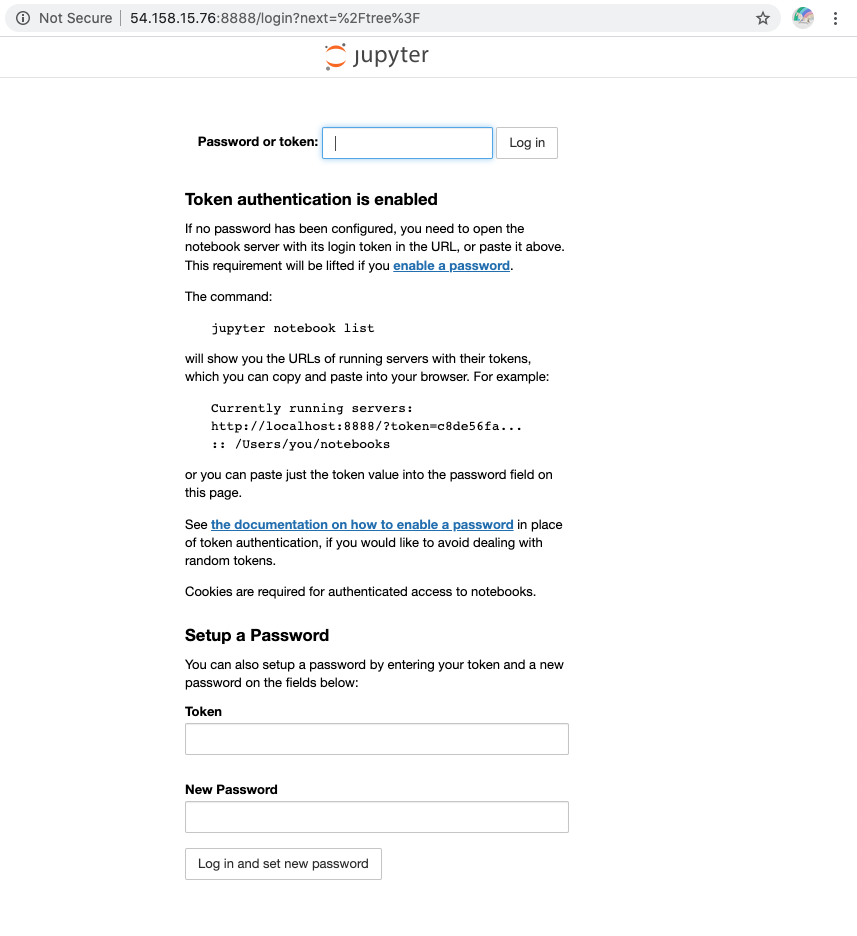 Not Secure 54.158.15.76:8888/login?next=%2Ftree%3F
jupyter
Password or token: Log in
Token authentication is enabled
If no password has been configured, you need to open the
notebook server with its login token in the URL, or paste it above.
This requirement will be lifted if you enable a password.
The command:
jupyter notebook list
will show you the URLs of running servers with their tokens,
which you can copy and paste into your browser. For example:
Currently running servers:
http://localhost:8888/?token=c8de56fa...
:: /Users/you/notebooks
or you can paste just the token value into the password field on
this page.
See the documentation on how to enable a password in place
of token authentication, if you would like to avoid dealing with
random tokens.
Cookies are required for authenticated access to notebooks.
Setup a Password
You can also setup a password by entering your token and a new
password on the fields below:
Token
New Password
Log in and set new password